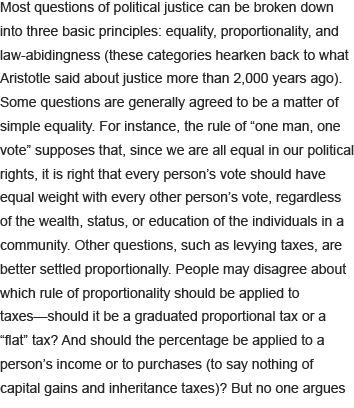 Most questions of political justice can be broken down
into three basic principles: equality, proportionality, and
law-abidingness (these categories hearken back to what
Aristotle said about justice more than 2,000 years ago).
Some questions are generally agreed to be a matter of
simple equality. For instance, the rule of “one man, one
vote” supposes that, since we are all equal in our political
rights, it is right that every person’s vote should have
equal weight with every other person’s vote, regardless
of the wealth, status, or education of the individuals in a
community. Other questions, such as levying taxes, are
better settled proportionally. People may disagree about
which rule of proportionality should be applied to
taxes—should it be a graduated proportional tax or a
“flat” tax? And should the percentage be applied to a
person’s income or to purchases (to say nothing of
capital gains and inheritance taxes)? But no one argues